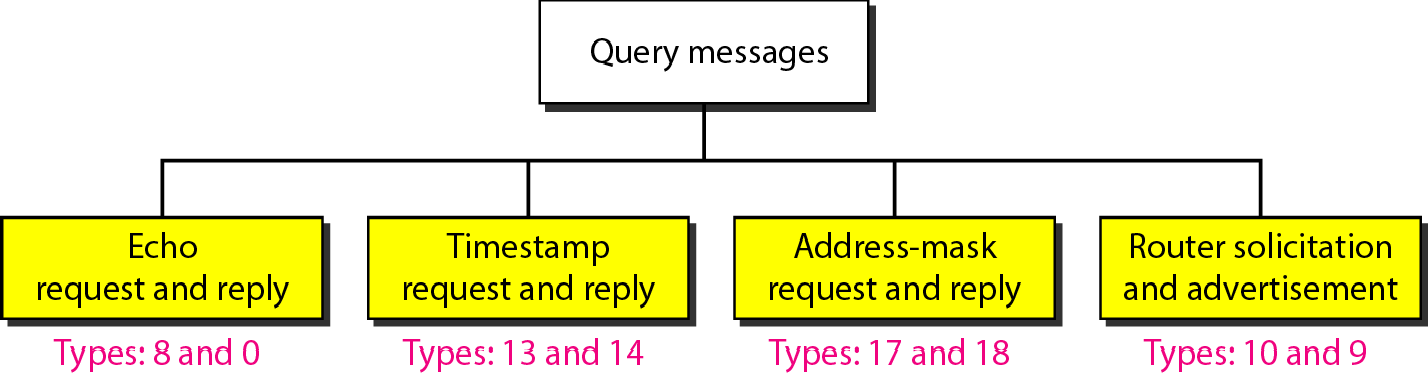 Query messages
Echo
request and reply
Timestamp
request and reply
Address-mask
request and reply
Router solicitation
and advertisement
Types: 8 and 0
Types: 13 and 14
Types: 17 and 18
Types: 10 and 9